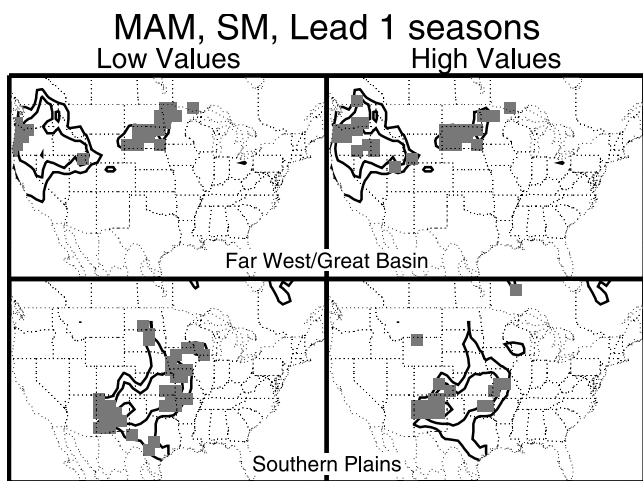 MAM, SM, Lead 1 seasons
Low Values High Values
Far West/Great Basin
Southern Plains